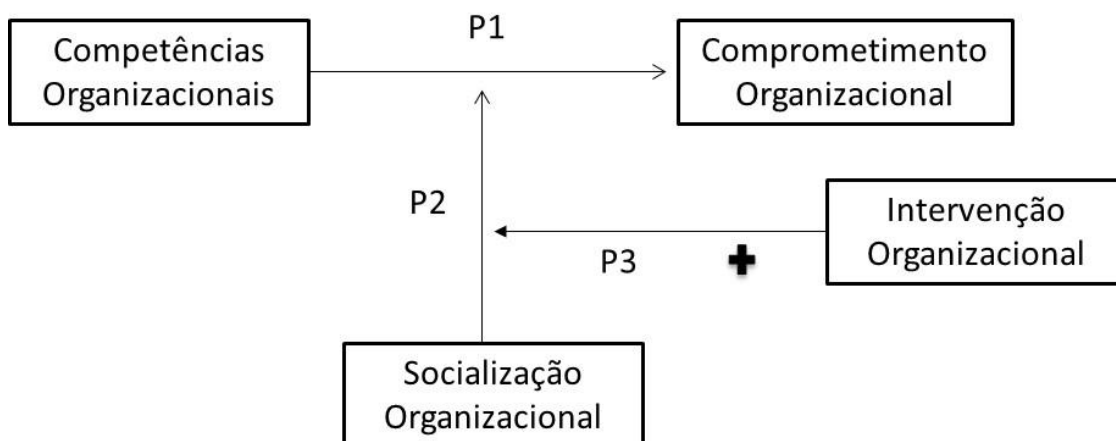 P1
Competências
Organizacionais
Comprometimento
Organizacional
P2
Intervenção
Organizacional
P3
Socialização
Organizacional